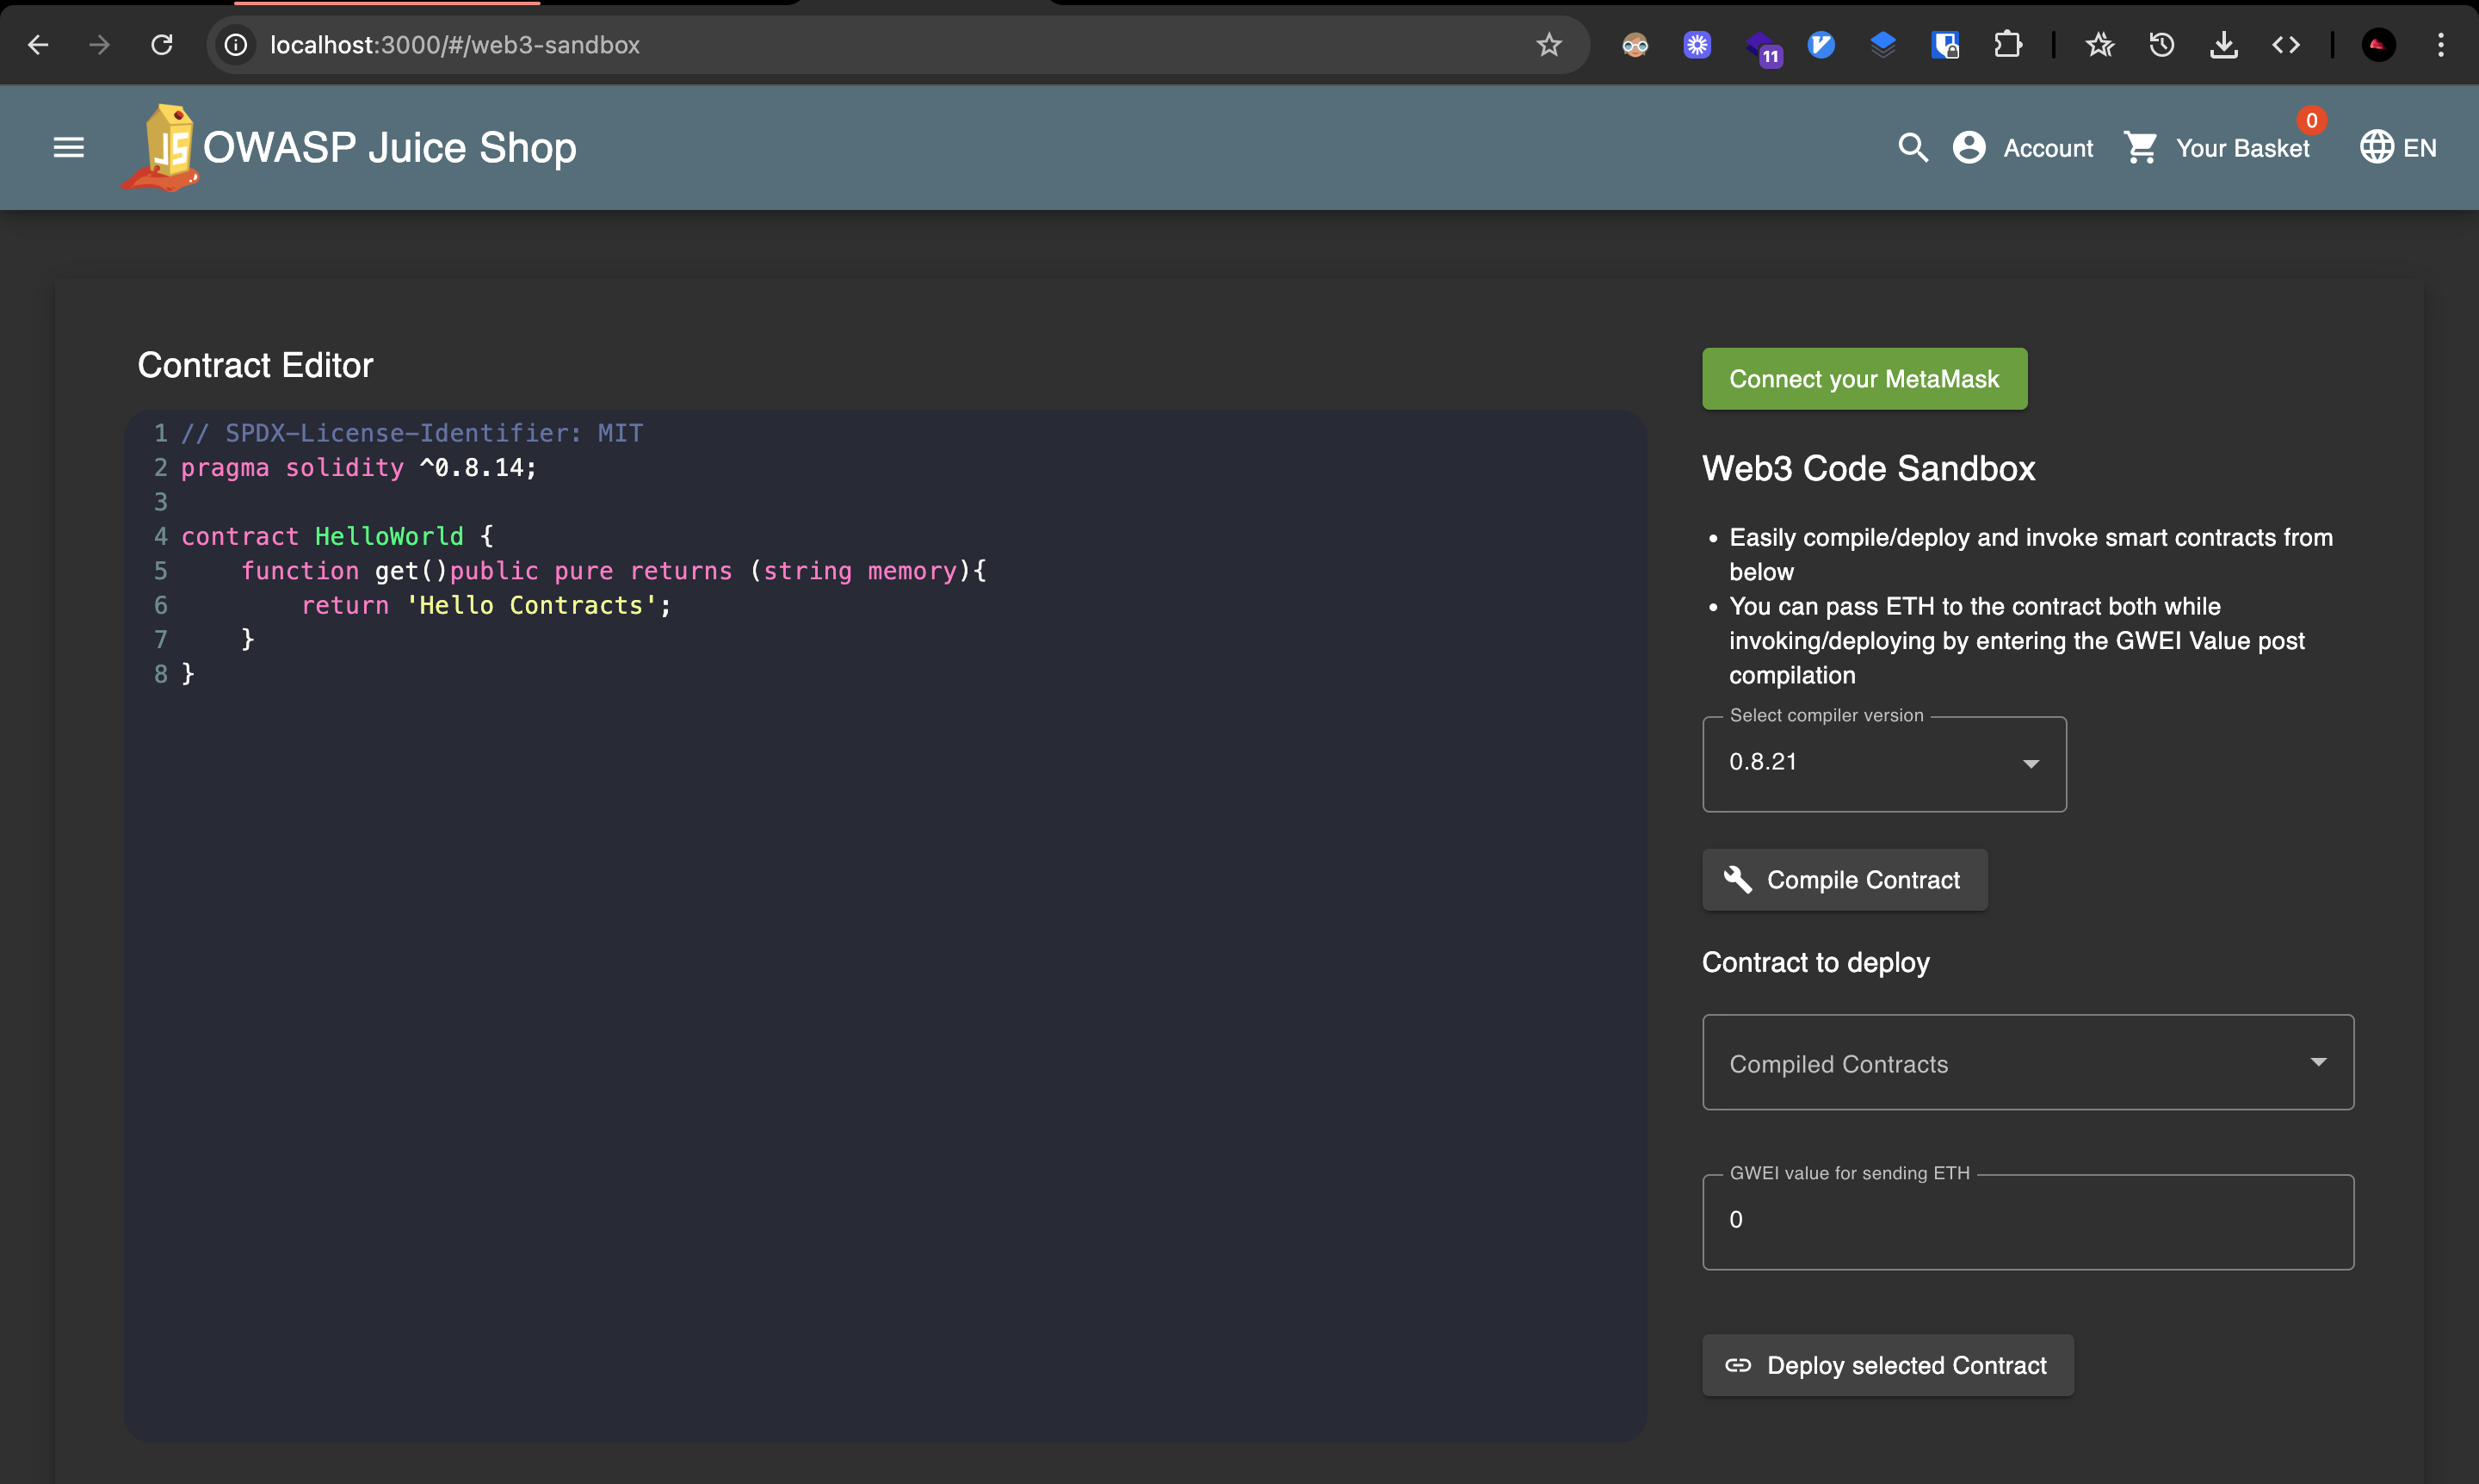 localhost:3000/#/web3-sandbox
11
JS
OWASP Juice Shop
Account
Your Basket
0
EN
Contract Editor
1 // SPDX-License-Identifier: MIT
2 pragma solidity ^0.8.14;
3
4 contract HelloWorld {
5     function get()public pure returns (string memory){
6         return 'Hello Contracts';
7     }
8 }
Connect your MetaMask
Web3 Code Sandbox
• Easily compile/deploy and invoke smart contracts from
below
• You can pass ETH to the contract both while
invoking/deploying by entering the GWEI Value post
compilation
Select compiler version
0.8.21
Compile Contract
Contract to deploy
Compiled Contracts
GWEI value for sending ETH
0
Deploy selected Contract